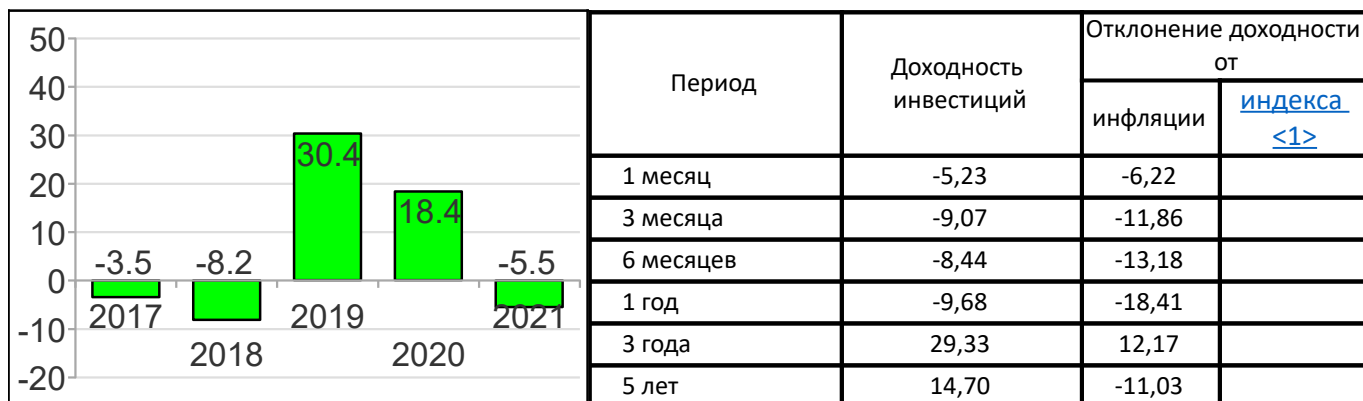 50
40
30
20
10
0
-10
-20
-3.5
-8.2
30.4
18.4
-5.5
2017
2018
2019
2020
2021
Период
Доходность
инвестиций
Отклонение доходности
от
инфляции
индекса
<1>
1 месяц -5,23 -6,22
3 месяца -9,07 -11,86
6 месяцев -8,44 -13,18
1 год -9,68 -18,41
3 года 29,33 12,17
5 лет 14,70 -11,03